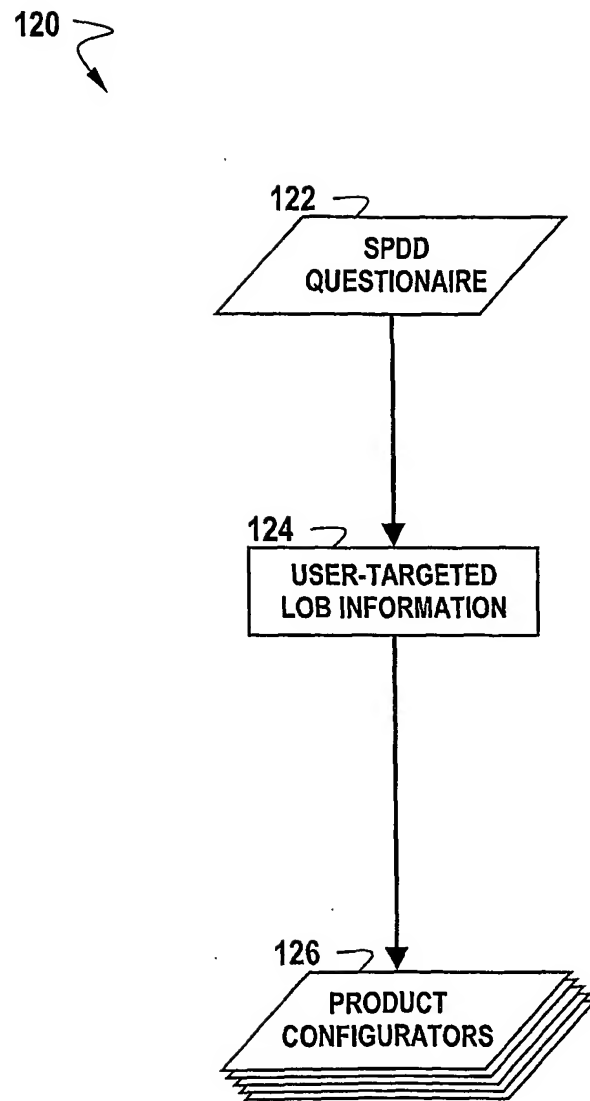 120
122
SPDD
QUESTIONAIRE
124
USER-TARGETED
LOB INFORMATION
126
PRODUCT
CONFIGURATORS